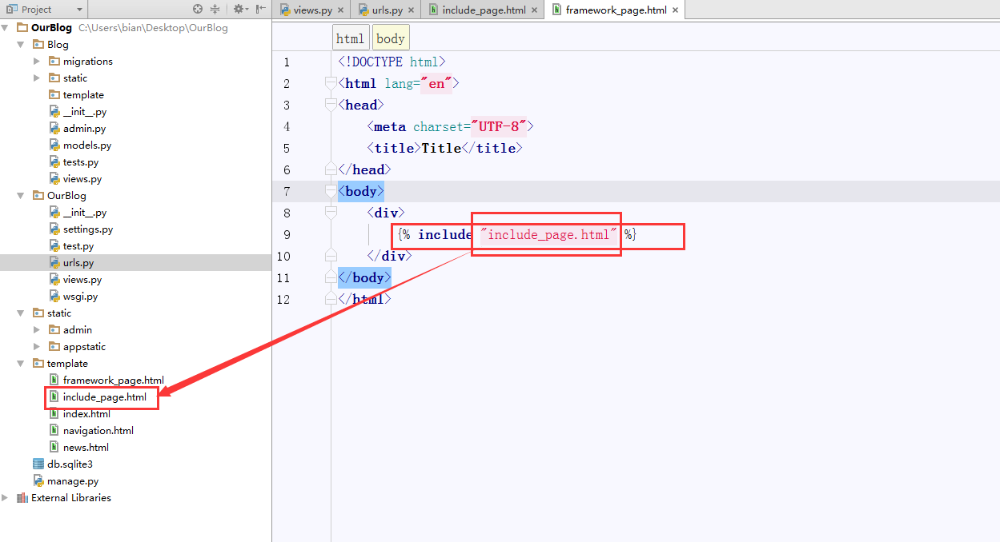 Project
views.py
urls.py
include_page.html
framework_page.html
OurBlog C:\Users\bian\Desktop\OurBlog
Blog
migrations
static
template
__init__.py
admin.py
models.py
tests.py
views.py
OurBlog
__init__.py
settings.py
test.py
urls.py
views.py
wsgi.py
static
admin
appstatic
template
framework_page.html
include_page.html
index.html
navigation.html
news.html
db.sqlite3
manage.py
External Libraries
html body
1 <!DOCTYPE html>
2 <html lang="en">
3 <head>
4 <meta charset="UTF-8">
5 <title>Title</title>
6 </head>
7 <body>
8 <div>
9 {% include "include_page.html" %}
10 </div>
11 </body>
12 </html>